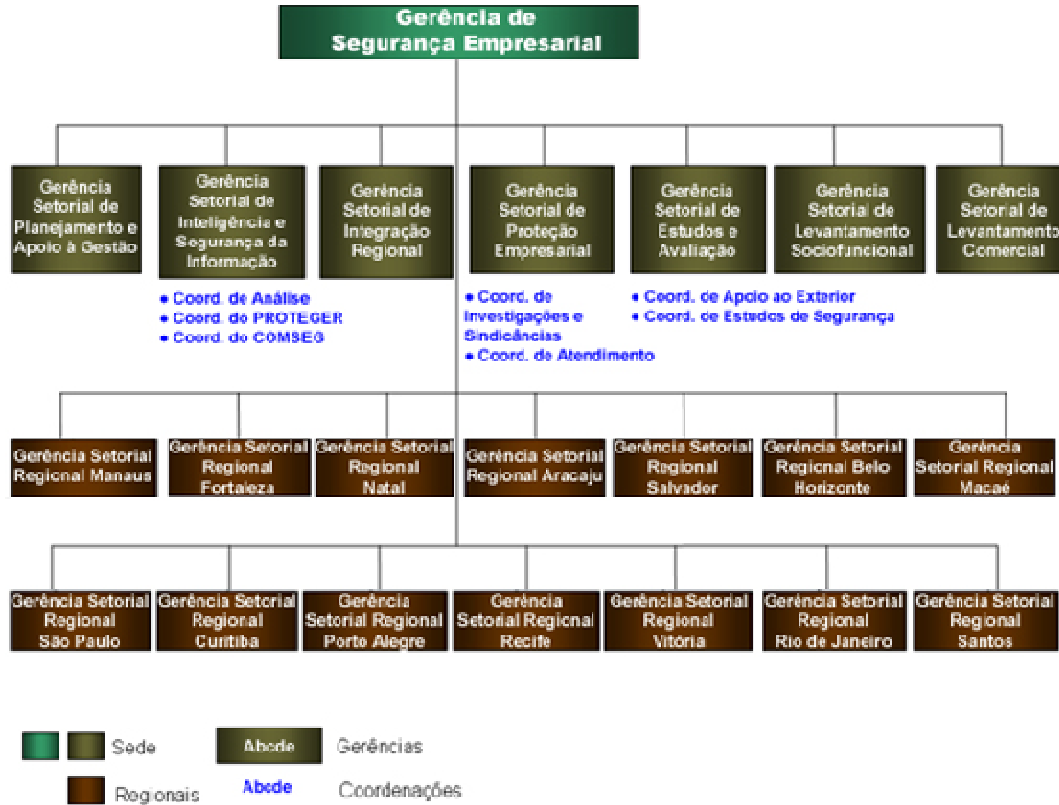 Gerência de
Segurança Empresarial
Gerência
Setorial de
Planejamento e
Apoio à Gestão
Gerência
Setorial de
Inteligência e
Segurança da
Informação
Gerência
Setorial de
Integração
Regional
Gerência
Setorial de
Proteção
Empresarial
Gerência
Setorial de
Estudos e
Avaliação
Gerência
Setorial de
Levantamento
Sociofuncional
Gerência
Setorial de
Levantamento
Comercial
• Coord. de Análise
• Coord. do PROTEGER
• Coord. do COMSEG
• Coord. de
Investigações e
Sindicâncias
• Coord. de Atendimento
• Coord. de Apoio ao Exterior
• Coord. de Estudos de Segurança
Gerência Setorial
Regional Manaus
Gerência Setorial
Regional
Fortaleza
Gerência Setorial
Regional
Natal
Gerência Setorial
Regional Aracaju
Gerência Setorial
Regional
Salvador
Gerência Setorial
Regional Belo
Horizonte
Gerência
Setorial Regional
Macaé
Gerência Setorial
Regional
São Paulo
Gerência Setorial
Regional
Curitiba
Gerência
Setorial Regional
Porto Alegre
Gerência
Setorial Regional
Recife
Gerência Setorial
Regional
Vitória
Gerência Setorial
Regional
Rio de Janeiro
Gerência Setorial
Regional
Santos
Sede
Abcde
Gerências
Regionais
Abcde
Coordenações